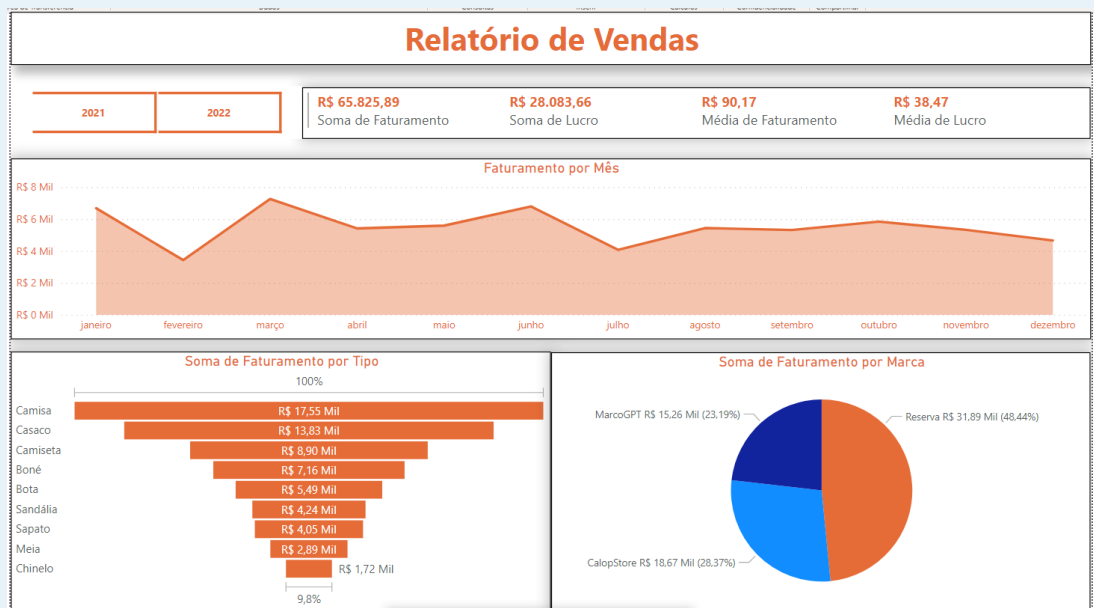 Relatório de Vendas
2021
2022
R$ 65.825,89
Soma de Faturamento
R$ 28.083,66
Soma de Lucro
R$ 90,17
Média de Faturamento
R$ 38,47
Média de Lucro
Faturamento por Mês
R$ 8 Mil
R$ 6 Mil
R$ 4 Mil
R$ 2 Mil
R$ 0 Mil
janeiro fevereiro março abril maio junho julho agosto setembro outubro novembro dezembro
Soma de Faturamento por Tipo
100%
Camisa R$ 17,55 Mil
Casaco R$ 13,83 Mil
Camiseta R$ 8,90 Mil
Boné R$ 7,16 Mil
Bota R$ 5,49 Mil
Sandália R$ 4,24 Mil
Sapato R$ 4,05 Mil
Meia R$ 2,89 Mil
Chinelo R$ 1,72 Mil
9,8%
Soma de Faturamento por Marca
MarcoGPT R$ 15,26 Mil (23,19%)
Reserva R$ 31,89 Mil (48,44%)
CalopStore R$ 18,67 Mil (28,37%)